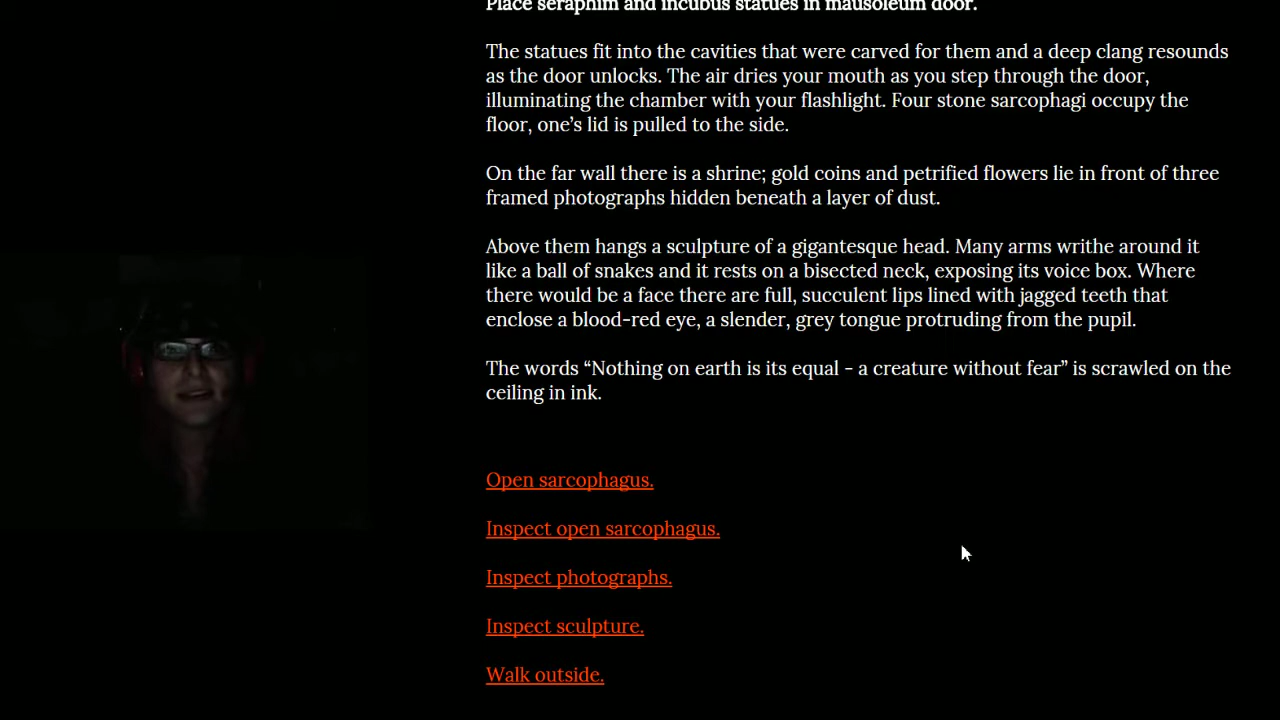 Place seraphim and incubus statues in mausoleum door.
The statues fit into the cavities that were carved for them and a deep clang resounds
as the door unlocks. The air dries your mouth as you step through the door,
illuminating the chamber with your flashlight. Four stone sarcophagi occupy the
floor, one’s lid is pulled to the side.
On the far wall there is a shrine; gold coins and petrified flowers lie in front of three
framed photographs hidden beneath a layer of dust.
Above them hangs a sculpture of a gigantesque head. Many arms writhe around it
like a ball of snakes and it rests on a bisected neck, exposing its voice box. Where
there would be a face there are full, succulent lips lined with jagged teeth that
enclose a blood-red eye, a slender, grey tongue protruding from the pupil.
The words “Nothing on earth is its equal - a creature without fear” is scrawled on the
ceiling in ink.
Open sarcophagus.
Inspect open sarcophagus.
Inspect photographs.
Inspect sculpture.
Walk outside.